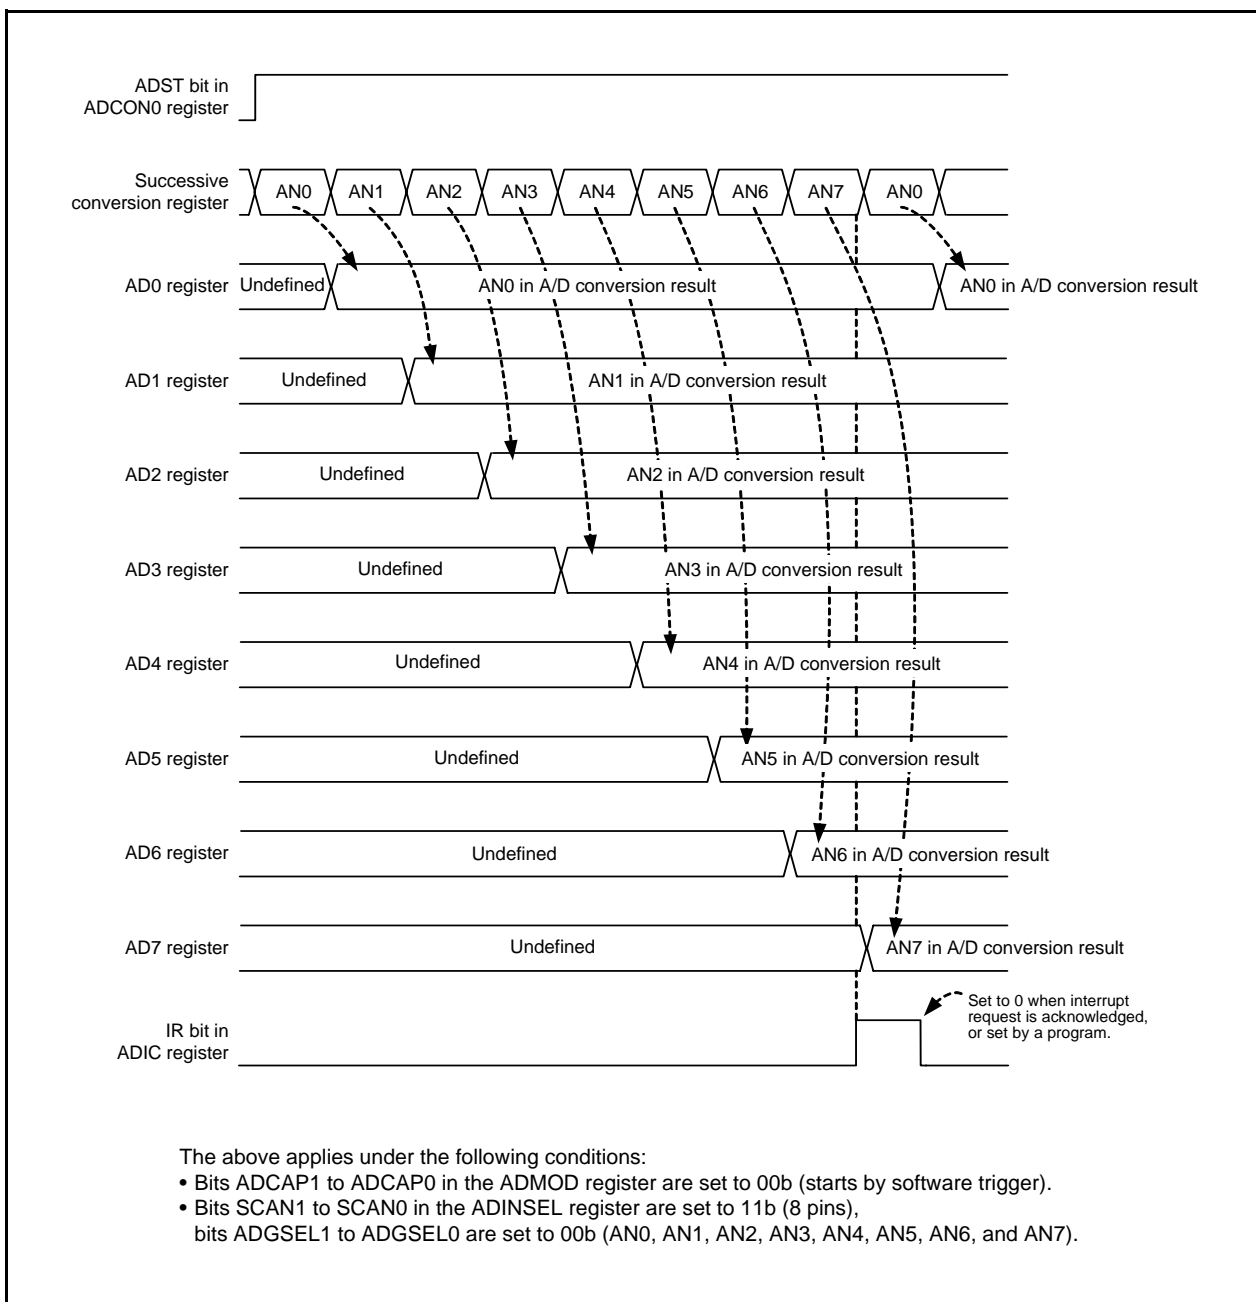 ADST bit in
ADCON0 register
Successive
conversion register
AN0 AN1 AN2 AN3 AN4 AN5 AN6 AN7 AN0
AD0 register Undefined AN0 in A/D conversion result AN0 in A/D conversion result
AD1 register Undefined AN1 in A/D conversion result
AD2 register Undefined AN2 in A/D conversion result
AD3 register Undefined AN3 in A/D conversion result
AD4 register Undefined AN4 in A/D conversion result
AD5 register Undefined AN5 in A/D conversion result
AD6 register Undefined AN6 in A/D conversion result
AD7 register Undefined AN7 in A/D conversion result
IR bit in
ADIC register
Set to 0 when interrupt
request is acknowledged,
or set by a program.
The above applies under the following conditions:
• Bits ADCAP1 to ADCAP0 in the ADMOD register are set to 00b (starts by software trigger).
• Bits SCAN1 to SCAN0 in the ADINSEL register are set to 11b (8 pins),
bits ADGSEL1 to ADGSEL0 are set to 00b (AN0, AN1, AN2, AN3, AN4, AN5, AN6, and AN7).